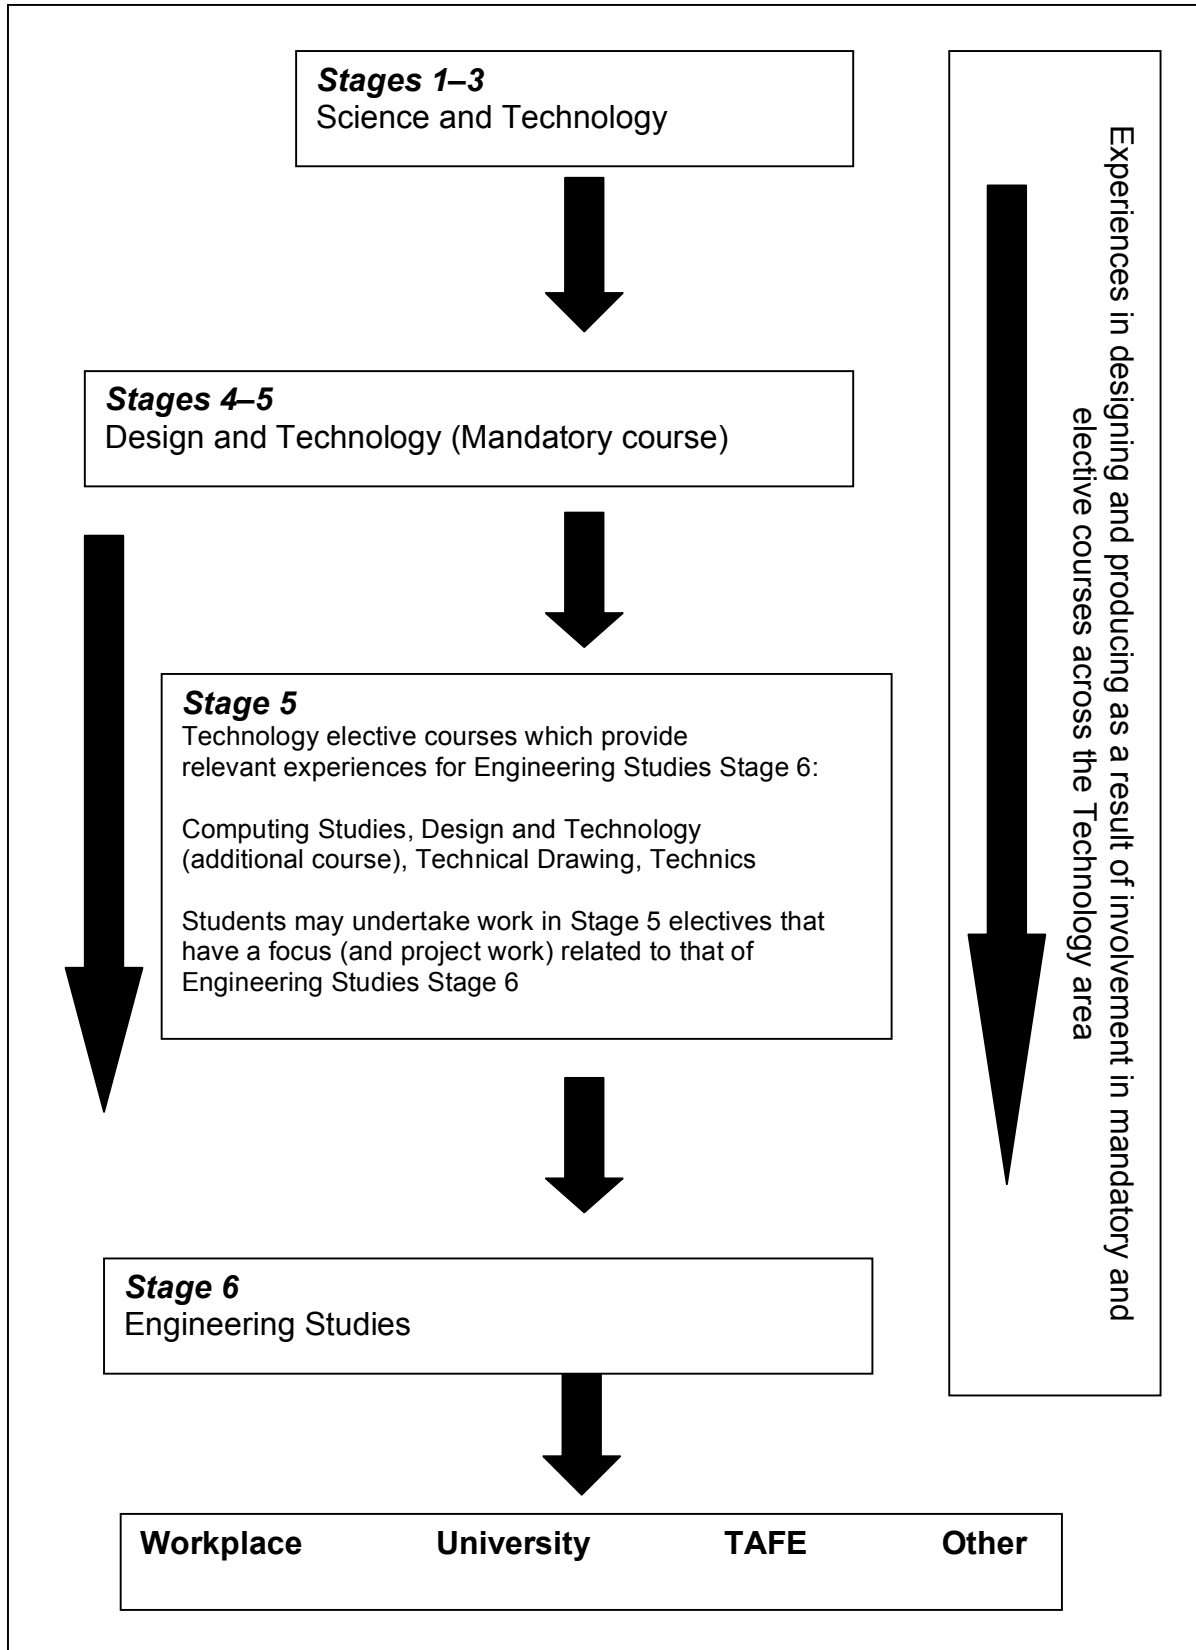 Stages 1–3
Science and Technology
Stages 4–5
Design and Technology (Mandatory course)
Stage 5
Technology elective courses which provide
relevant experiences for Engineering Studies Stage 6:
Computing Studies, Design and Technology
(additional course), Technical Drawing, Technics
Students may undertake work in Stage 5 electives that
have a focus (and project work) related to that of
Engineering Studies Stage 6
Stage 6
Engineering Studies
Workplace University TAFE Other
Experiences in designing and producing as a result of involvement in mandatory and
elective courses across the Technology area